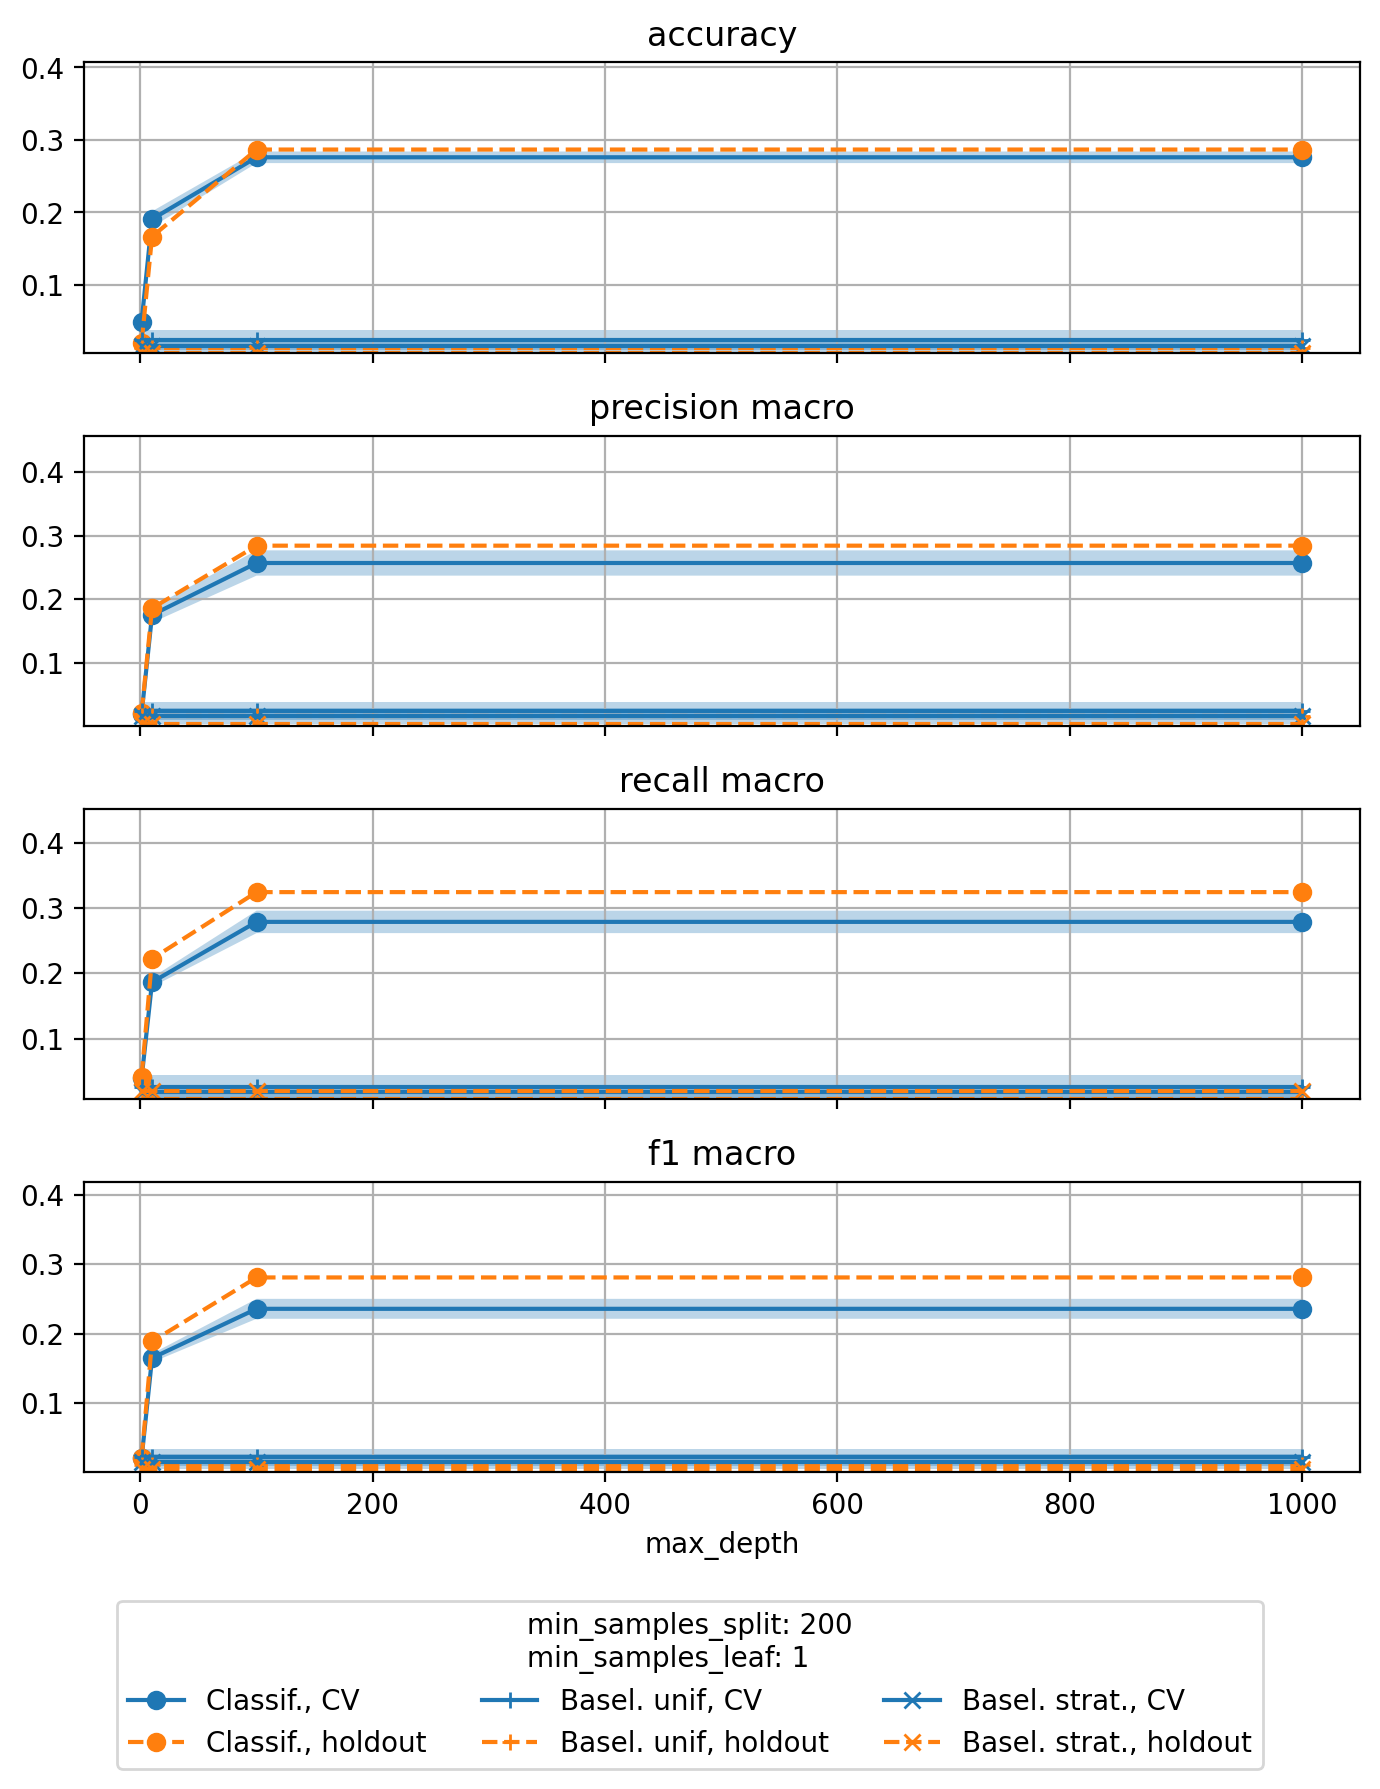 accuracy
0.4
0.3
0.2
0.1
precision macro
0.4
0.3
0.2
0.1
recall macro
0.4
0.3
0.2
0.1
f1 macro
0.4
0.3
0.2
0.1
0 200 400 600 800 1000
max_depth
min_samples_split: 200
min_samples_leaf: 1
Classif., CV Basel. unif, CV Basel. strat., CV
Classif., holdout Basel. unif, holdout Basel. strat., holdout